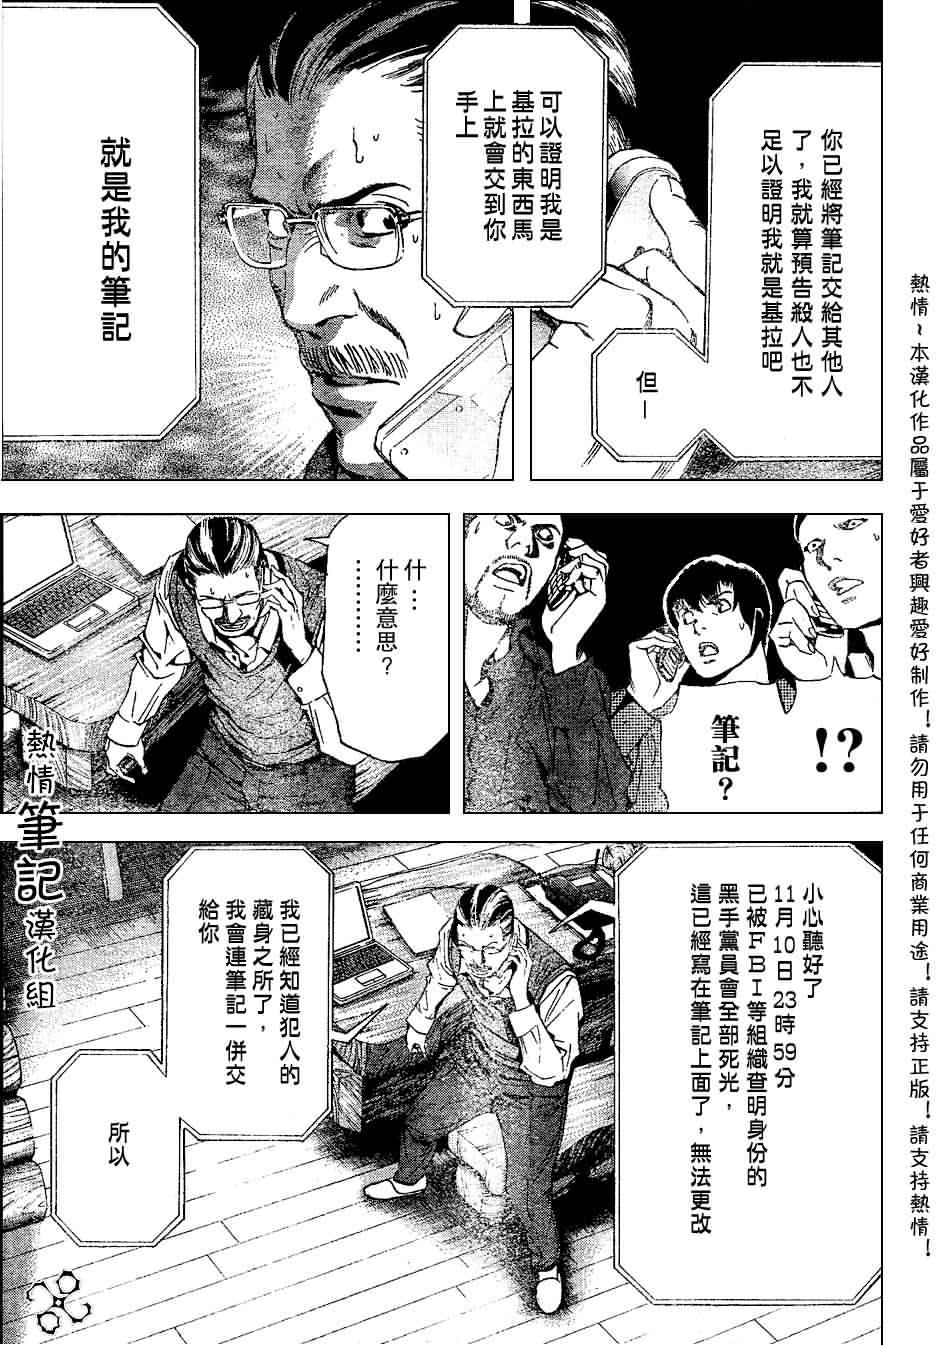 你已經將筆記交給其他人
了，我就算預告殺人也不
足以證明我就是基拉吧
但—
可以證明我是
基拉的東西馬
上就會交到你
手上
就是我的筆記
!?
筆記？
什…
什麼意思？
………
小心聽好了
11月10日23時59分
已被FBI等組織查明身份的
黑手黨員會全部死光，
這已經寫在筆記上面了，無法更改
我已經知道犯人的
藏身之所了，
我會連筆記一併交
給你
所以
熱情筆記漢化組
熱情～本漢化作品屬于愛好者興趣愛好制作！請勿用于任何商業用途！請支持正版！請支持熱情！